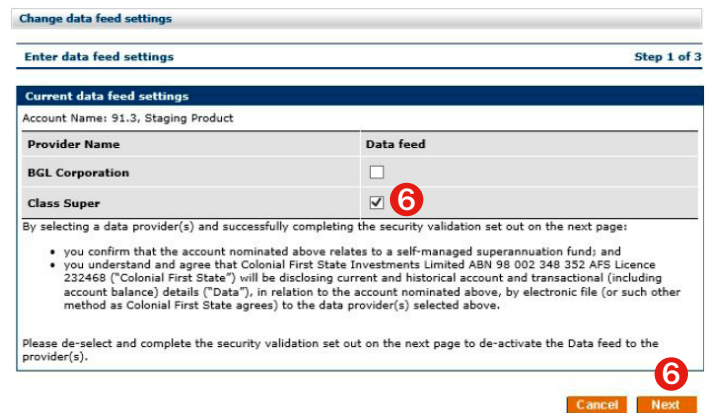 Change data feed settings
Enter data feed settings Step 1 of 3
Current data feed settings
Account Name: 91.3, Staging Product
Provider Name Data feed
BGL Corporation
Class Super 6
By selecting a data provider(s) and successfully completing the security validation set out on the next page:
• you confirm that the account nominated above relates to a self-managed superannuation fund; and
• you understand and agree that Colonial First State Investments Limited ABN 98 002 348 352 AFS Licence
232468 ("Colonial First State") will be disclosing current and historical account and transactional (including
account balance) details ("Data"), in relation to the account nominated above, by electronic file (or such other
method as Colonial First State agrees) to the data provider(s) selected above.
Please de-select and complete the security validation set out on the next page to de-activate the Data feed to the
provider(s).
6
Cancel Next